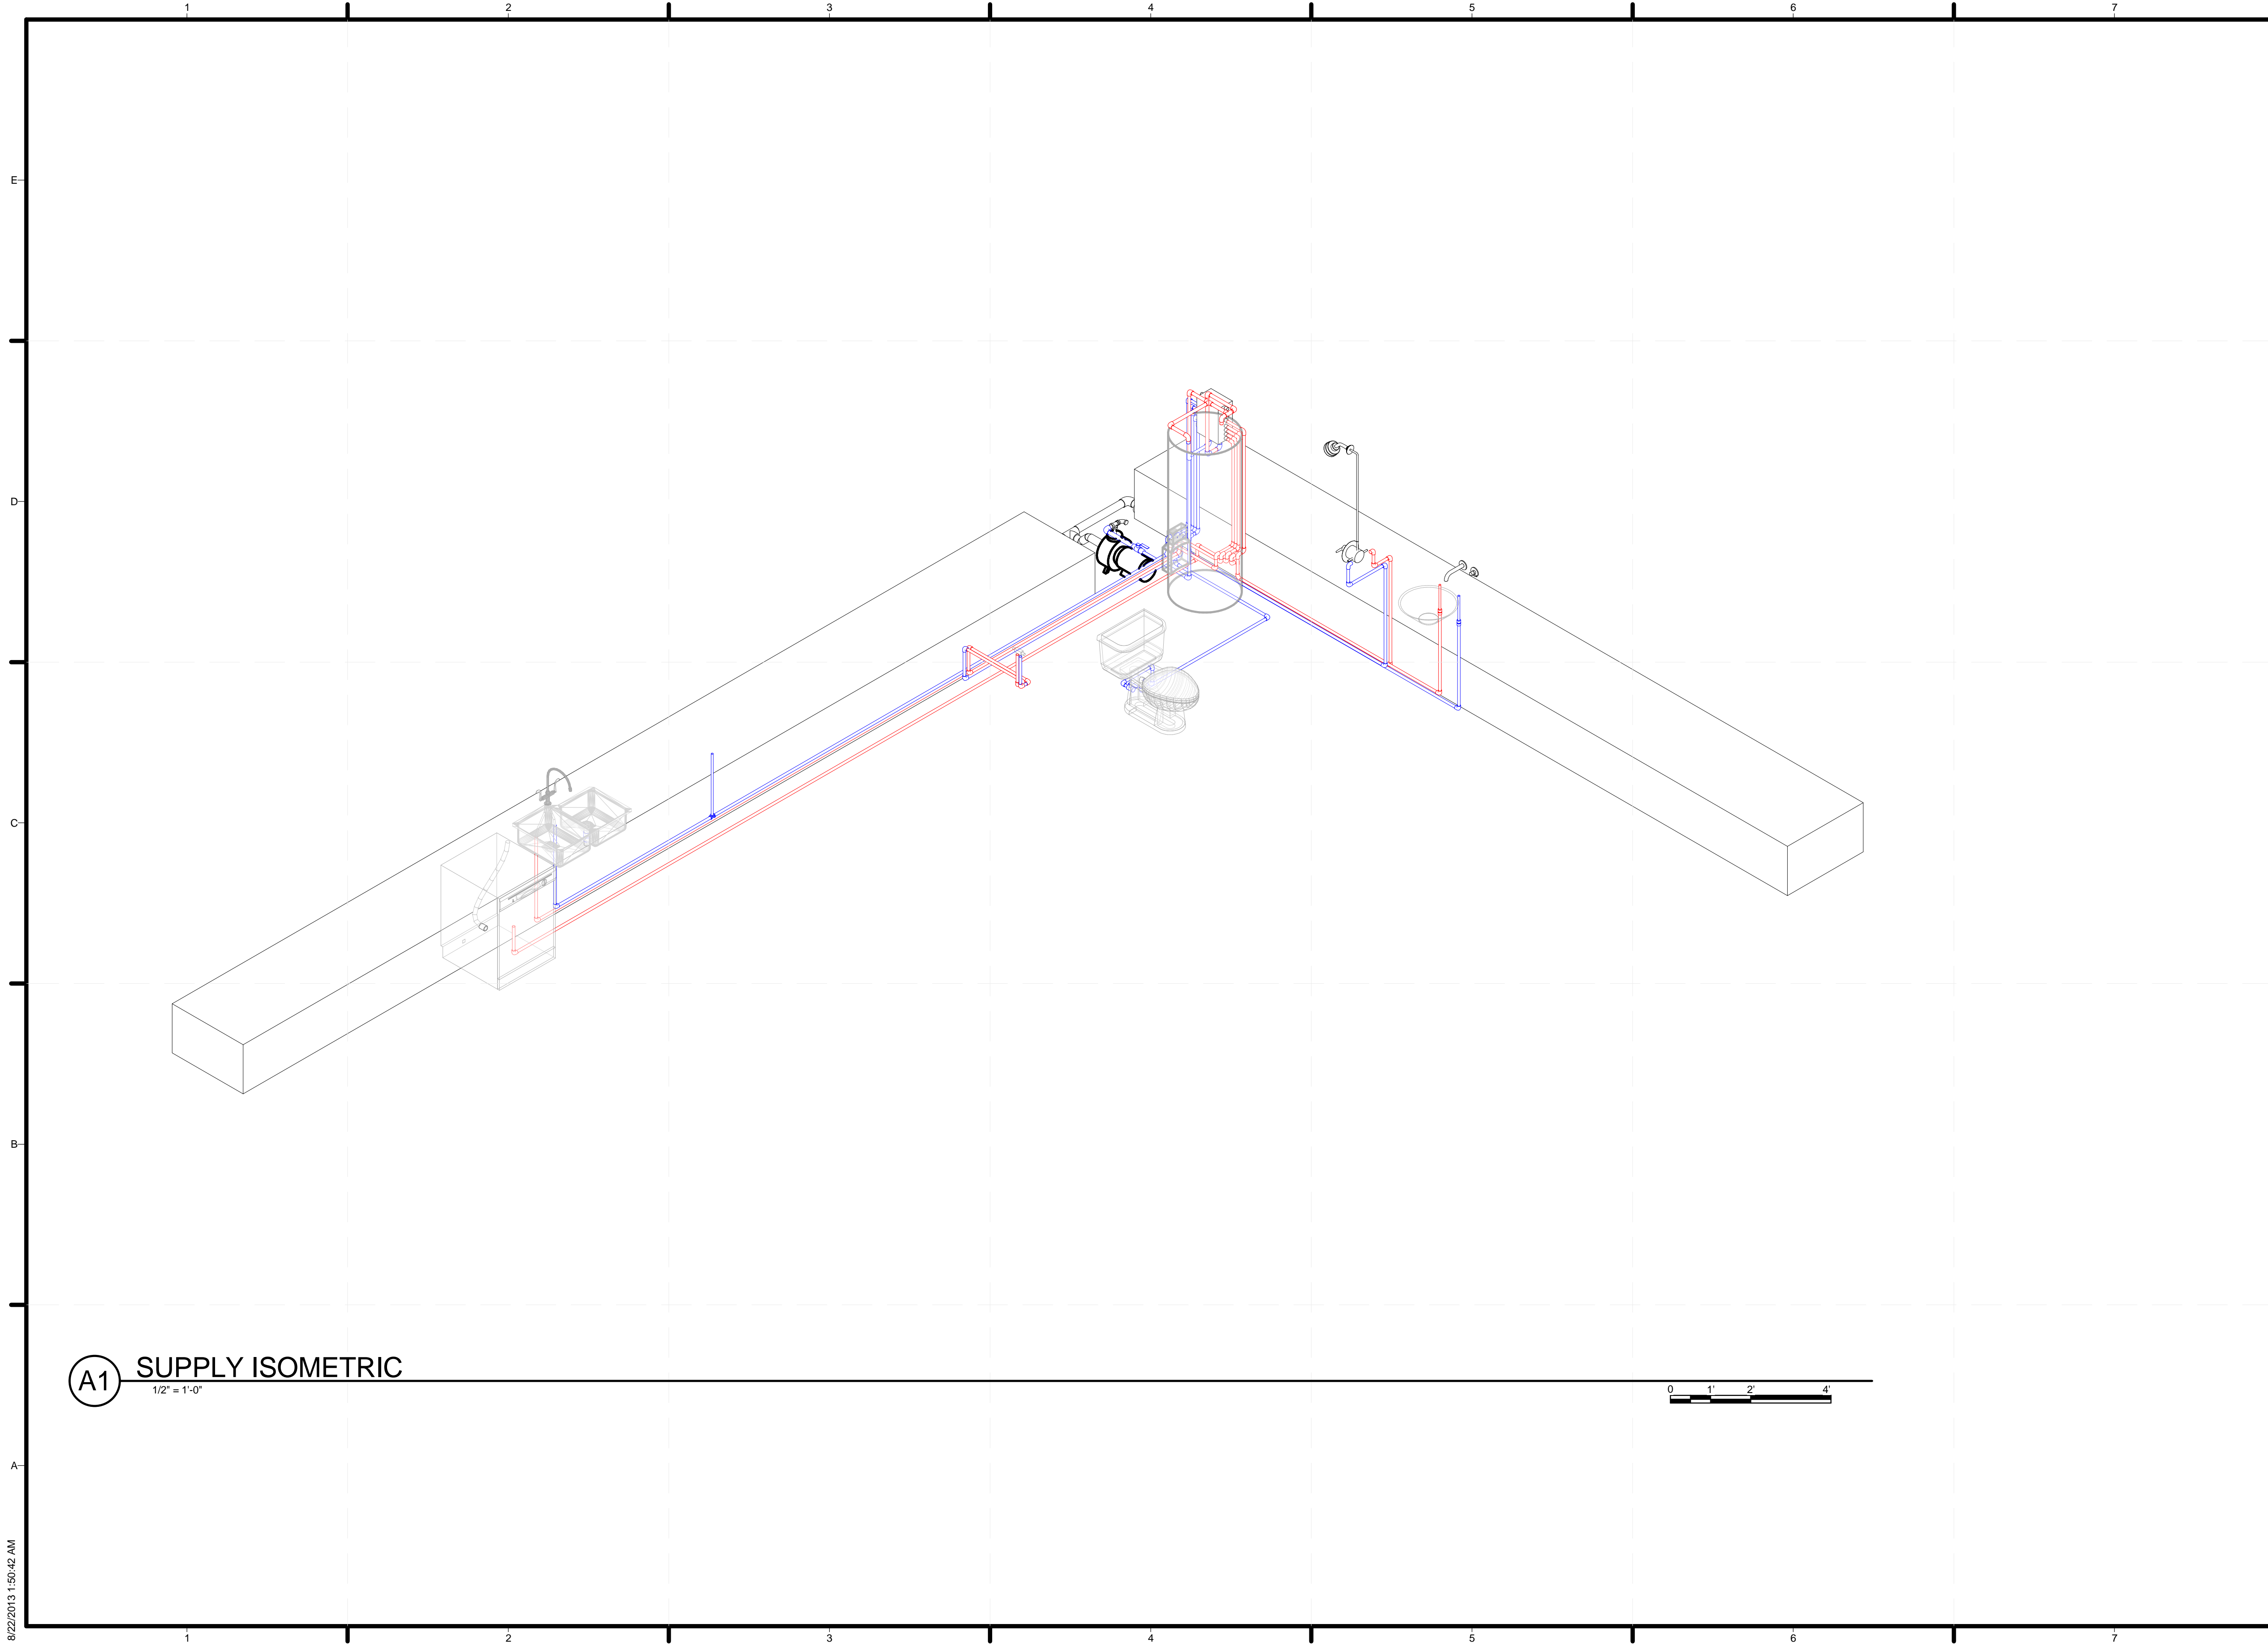 1 2 3 4 5 6 7
E
D
C
B
A
A1 SUPPLY ISOMETRIC
1/2" = 1'-0"
0 1' 2' 4'
8/22/2013 1:50:42 AM
1 2 3 4 5 6 7